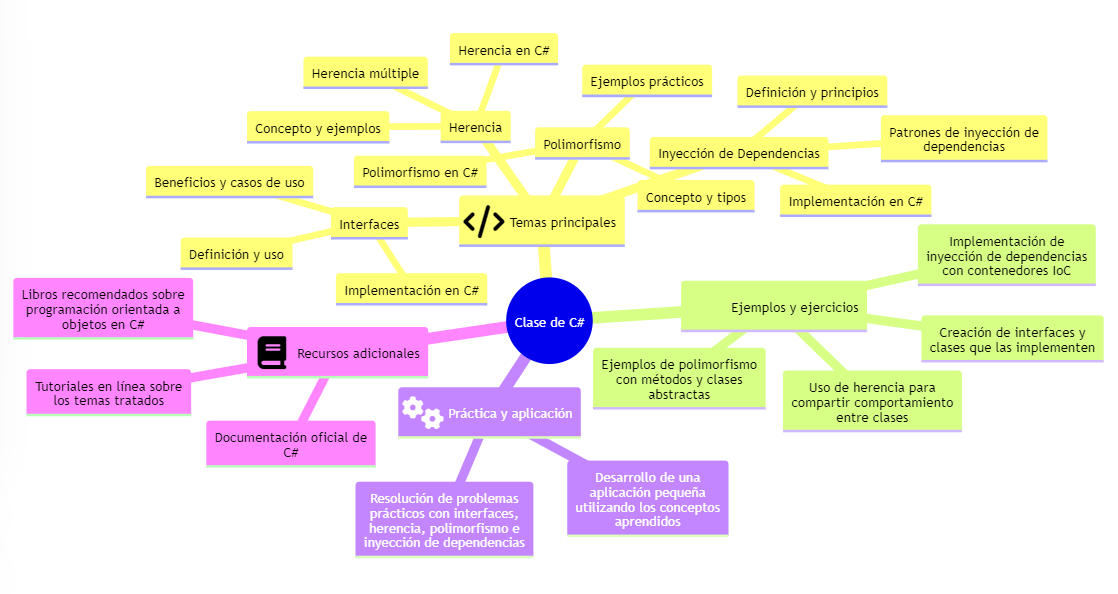 Herencia en C#
Herencia múltiple
Ejemplos prácticos
Definición y principios
Concepto y ejemplos
Herencia
Polimorfismo
Patrones de inyección de
dependencias
Inyección de Dependencias
Polimorfismo en C#
Beneficios y casos de uso
Concepto y tipos
Implementación en C#
Interfaces
</> Temas principales
Definición y uso
Implementación en C#
Implementación de
inyección de dependencias
con contenedores IoC
Libros recomendados sobre
programación orientada a
objetos en C#
Clase de C#
Ejemplos y ejercicios
Creación de interfaces y
clases que las implementen
Recursos adicionales
Ejemplos de polimorfismo
con métodos y clases
abstractas
Uso de herencia para
compartir comportamiento
entre clases
Tutoriales en línea sobre
los temas tratados
Práctica y aplicación
Documentación oficial de
C#
Resolución de problemas
prácticos con interfaces,
herencia, polimorfismo e
inyección de dependencias
Desarrollo de una
aplicación pequeña
utilizando los conceptos
aprendidos